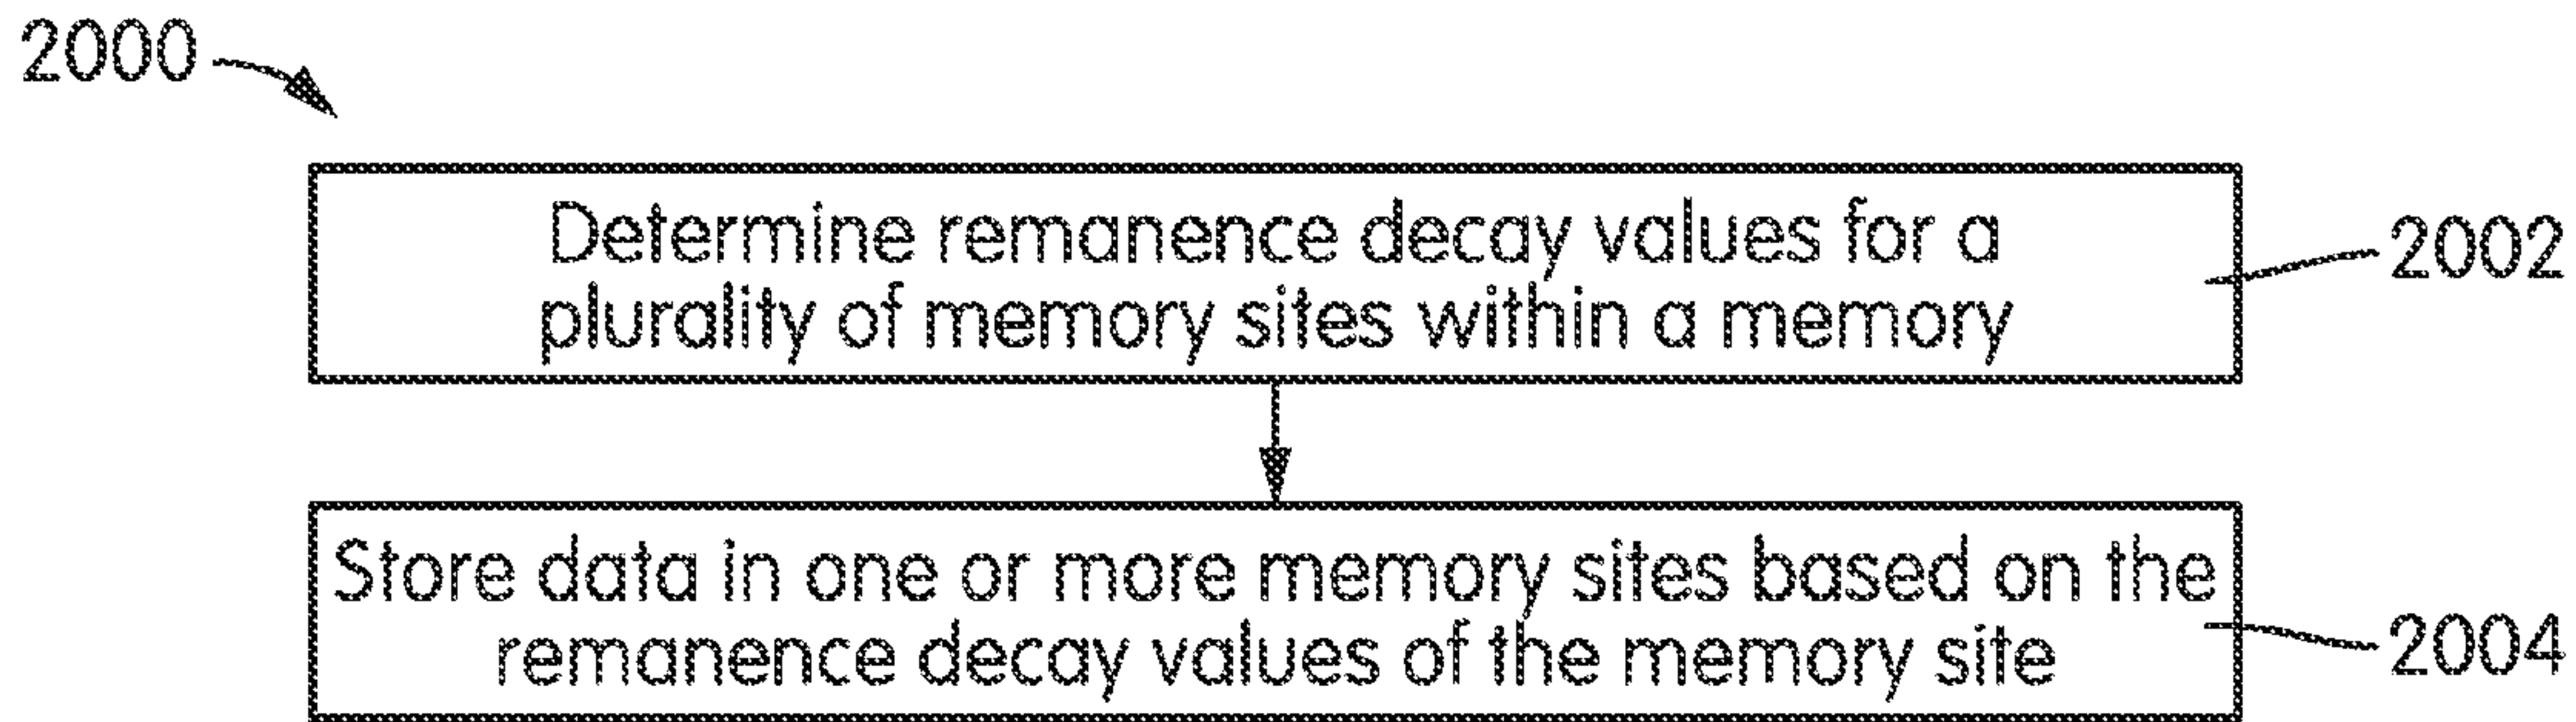 2000
Determine remanence decay values for a
plurality of memory sites within a memory
2002
Store data in one or more memory sites based on the
remanence decay values of the memory site
2004